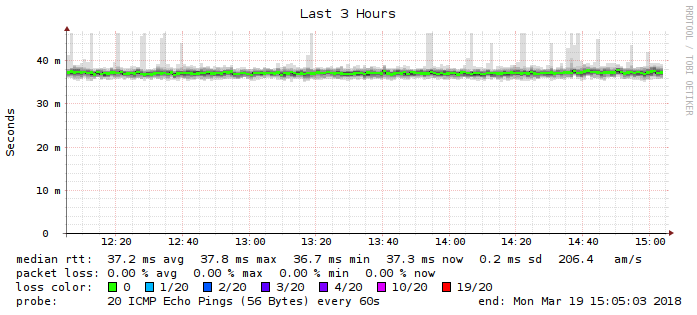 Last 3 Hours
RRDTOOL / TOBI OETIKER
Seconds
40 m
30 m
20 m
10 m
0
12:20 12:40 13:00 13:20 13:40 14:00 14:20 14:40 15:00
median rtt: 37.2 ms avg 37.8 ms max 36.7 ms min 37.3 ms now 0.2 ms sd 206.4 am/s
packet loss: 0.00 % avg 0.00 % max 0.00 % min 0.00 % now
loss color: 0 1/20 2/20 3/20 4/20 10/20 19/20
probe: 20 ICMP Echo Pings (56 Bytes) every 60s end: Mon Mar 19 15:05:03 2018